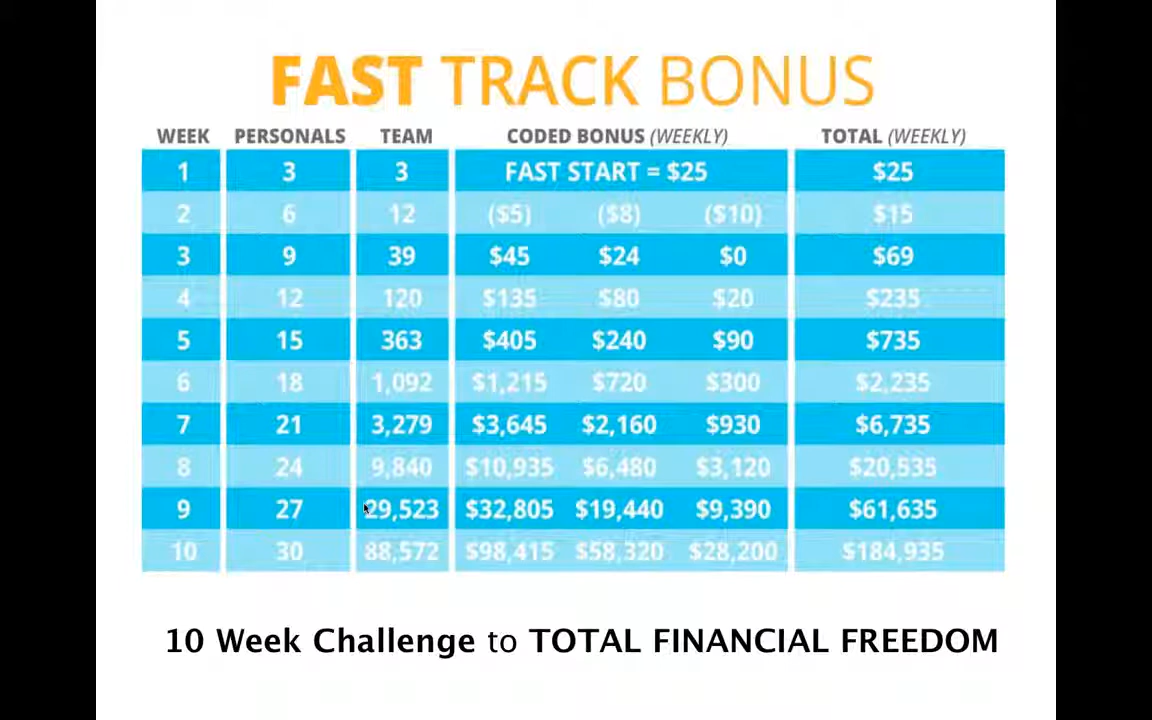 FAST TRACK BONUS
WEEK PERSONALS TEAM CODED BONUS (WEEKLY) TOTAL (WEEKLY)
1 3 3 FAST START = $25 $25
2 6 12 ($5) ($8) ($10) $15
3 9 39 $45 $24 $0 $69
4 12 120 $135 $80 $20 $235
5 15 363 $405 $240 $90 $735
6 18 1,092 $1,215 $720 $300 $2,235
7 21 3,279 $3,645 $2,160 $930 $6,735
8 24 9,840 $10,935 $6,480 $3,120 $20,535
9 27 29,523 $32,805 $19,440 $9,390 $61,635
10 30 88,572 $98,415 $58,320 $28,200 $184,935
10 Week Challenge to TOTAL FINANCIAL FREEDOM